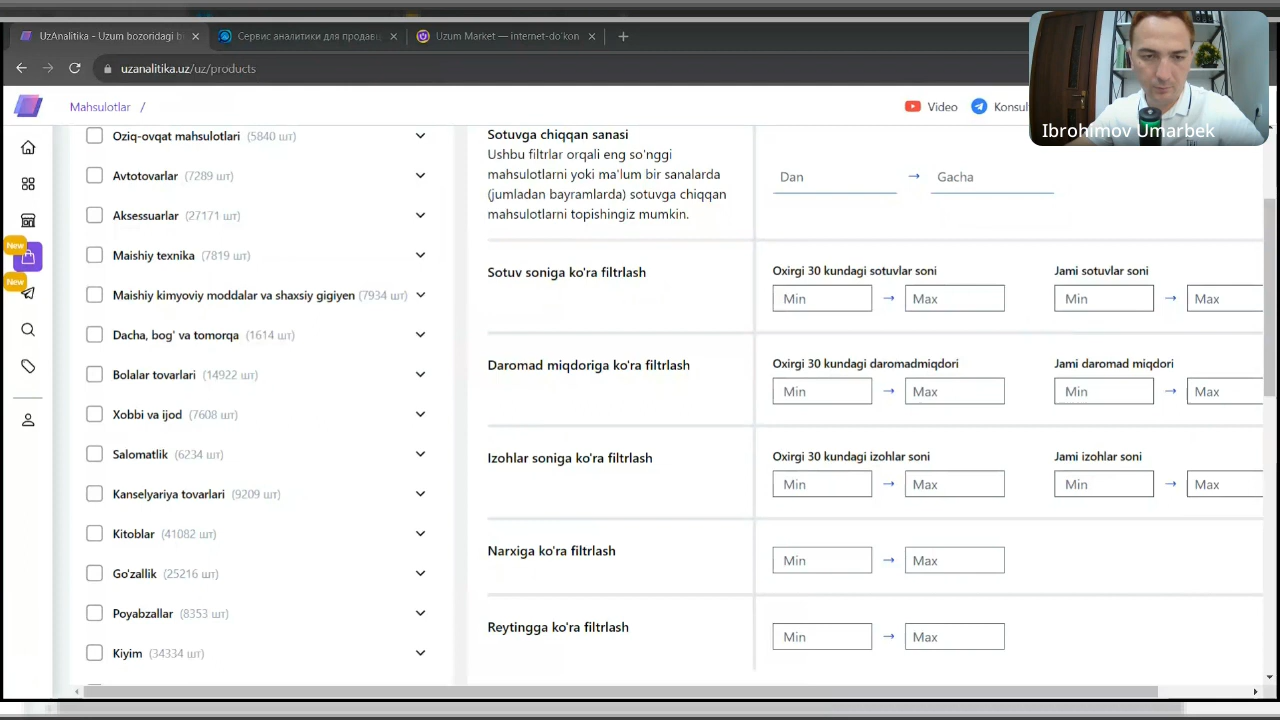 UzAnalitika - Uzum bozoridagi b
Сервис аналитики для продавц
Uzum Market — internet-do'kon
uzanalitika.uz/uz/products
Mahsulotlar /
Video
Konsul
Ibrohimov Umarbek
New
New
Oziq-ovqat mahsulotlari (5840 шт)
Avtotovarlar (7289 шт)
Aksessuarlar (27171 шт)
Maishiy texnika (7819 шт)
Maishiy kimyoviy moddalar va shaxsiy gigiyen (7934 шт)
Dacha, bog' va tomorqa (1614 шт)
Bolalar tovarlari (14922 шт)
Xobbi va ijod (7608 шт)
Salomatlik (6234 шт)
Kanselyariya tovarlari (9209 шт)
Kitoblar (41082 шт)
Go'zallik (25216 шт)
Poyabzallar (8353 шт)
Kiyim (34334 шт)
Sotuvga chiqqan sanasi
Ushbu filtrlar orqali eng so'nggi
mahsulotlarni yoki ma'lum bir sanalarda
(jumladan bayramlarda) sotuvga chiqqan
mahsulotlarni topishingiz mumkin.
Dan → Gacha
Sotuv soniga ko'ra filtrlash
Oxirgi 30 kundagi sotuvlar soni
Min → Max
Jami sotuvlar soni
Min → Max
Daromad miqdoriga ko'ra filtrlash
Oxirgi 30 kundagi daromadmiqdori
Min → Max
Jami daromad miqdori
Min → Max
Izohlar soniga ko'ra filtrlash
Oxirgi 30 kundagi izohlar soni
Min → Max
Jami izohlar soni
Min → Max
Narxiga ko'ra filtrlash
Min → Max
Reytingga ko'ra filtrlash
Min → Max